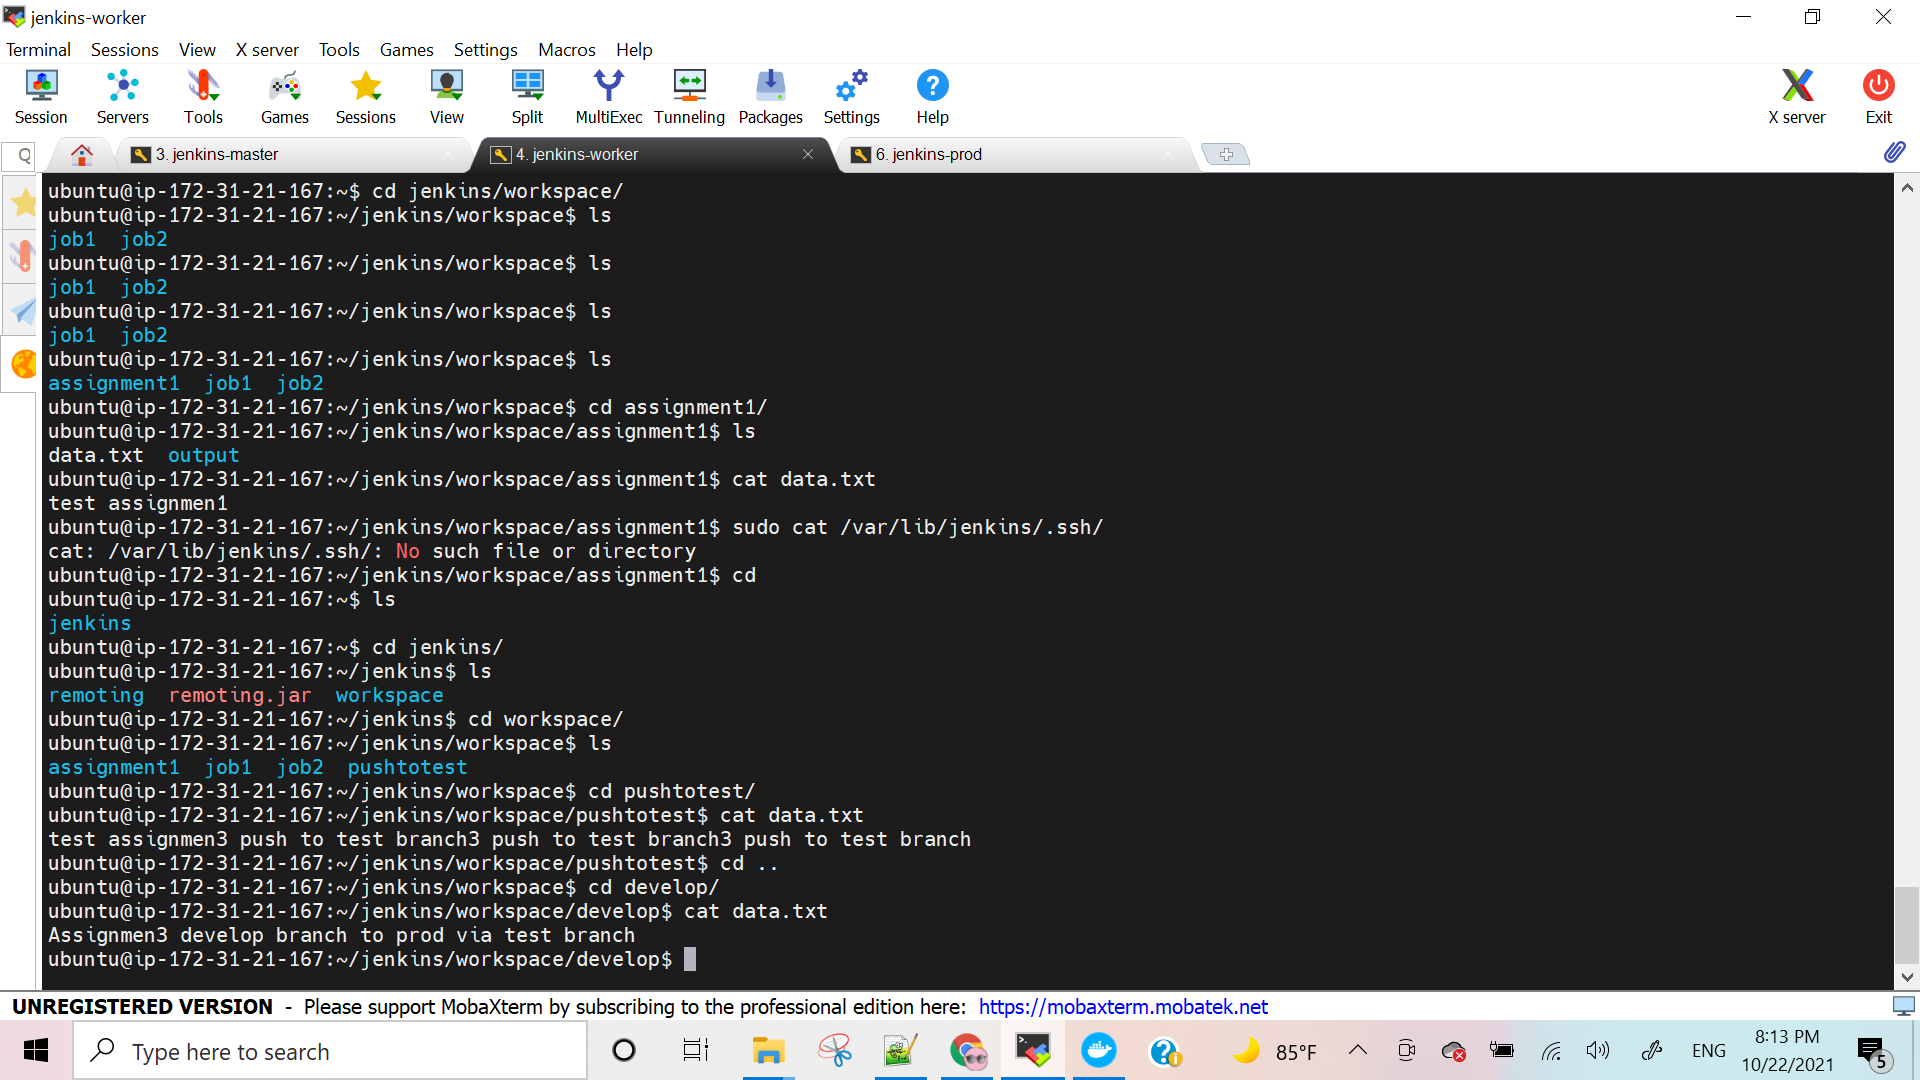 jenkins-worker
Terminal Sessions View X server Tools Games Settings Macros Help
Session Servers Tools Games Sessions View Split MultiExec Tunneling Packages Settings Help X server Exit
3. jenkins-master 4. jenkins-worker 6. jenkins-prod
ubuntu@ip-172-31-21-167:~$ cd jenkins/workspace/
ubuntu@ip-172-31-21-167:~/jenkins/workspace$ ls
job1 job2
ubuntu@ip-172-31-21-167:~/jenkins/workspace$ ls
job1 job2
ubuntu@ip-172-31-21-167:~/jenkins/workspace$ ls
job1 job2
ubuntu@ip-172-31-21-167:~/jenkins/workspace$ ls
assignment1 job1 job2
ubuntu@ip-172-31-21-167:~/jenkins/workspace$ cd assignment1/
ubuntu@ip-172-31-21-167:~/jenkins/workspace/assignment1$ ls
data.txt output
ubuntu@ip-172-31-21-167:~/jenkins/workspace/assignment1$ cat data.txt
test assignmen1
ubuntu@ip-172-31-21-167:~/jenkins/workspace/assignment1$ sudo cat /var/lib/jenkins/.ssh/
cat: /var/lib/jenkins/.ssh/: No such file or directory
ubuntu@ip-172-31-21-167:~/jenkins/workspace/assignment1$ cd
ubuntu@ip-172-31-21-167:~$ ls
jenkins
ubuntu@ip-172-31-21-167:~$ cd jenkins/
ubuntu@ip-172-31-21-167:~/jenkins$ ls
remoting remoting.jar workspace
ubuntu@ip-172-31-21-167:~/jenkins$ cd workspace/
ubuntu@ip-172-31-21-167:~/jenkins/workspace$ ls
assignment1 job1 job2 pushtotest
ubuntu@ip-172-31-21-167:~/jenkins/workspace$ cd pushtotest/
ubuntu@ip-172-31-21-167:~/jenkins/workspace/pushtotest$ cat data.txt
test assignmen3 push to test branch3 push to test branch3 push to test branch
ubuntu@ip-172-31-21-167:~/jenkins/workspace/pushtotest$ cd ..
ubuntu@ip-172-31-21-167:~/jenkins/workspace$ cd develop/
ubuntu@ip-172-31-21-167:~/jenkins/workspace/develop$ cat data.txt
Assignmen3 develop branch to prod via test branch
ubuntu@ip-172-31-21-167:~/jenkins/workspace/develop$
UNREGISTERED VERSION - Please support MobaXterm by subscribing to the professional edition here: https://mobaxterm.mobatek.net
Type here to search 85°F ENG 8:13 PM
10/22/2021 5